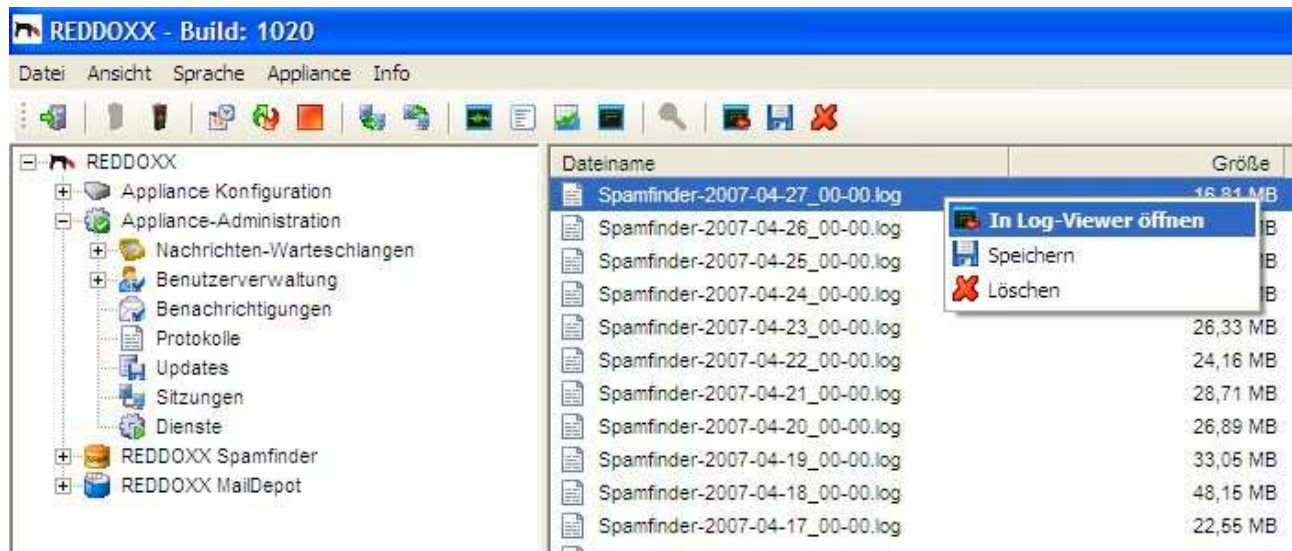 REDDOXX - Build: 1020
Datei Ansicht Sprache Appliance Info
REDDOXX
Appliance Konfiguration
Appliance-Administration
Nachrichten-Warteschlangen
Benutzerverwaltung
Benachrichtigungen
Protokolle
Updates
Sitzungen
Dienste
REDDOXX Spamfinder
REDDOXX MailDepot
Dateiname Größe
Spamfinder-2007-04-27_00-00.log 16,81 MB
Spamfinder-2007-04-26_00-00.log
Spamfinder-2007-04-25_00-00.log
Spamfinder-2007-04-24_00-00.log
In Log-Viewer öffnen
Speichern
Löschen
Spamfinder-2007-04-23_00-00.log 26,33 MB
Spamfinder-2007-04-22_00-00.log 24,16 MB
Spamfinder-2007-04-21_00-00.log 28,71 MB
Spamfinder-2007-04-20_00-00.log 26,89 MB
Spamfinder-2007-04-19_00-00.log 33,05 MB
Spamfinder-2007-04-18_00-00.log 48,15 MB
Spamfinder-2007-04-17_00-00.log 22,55 MB